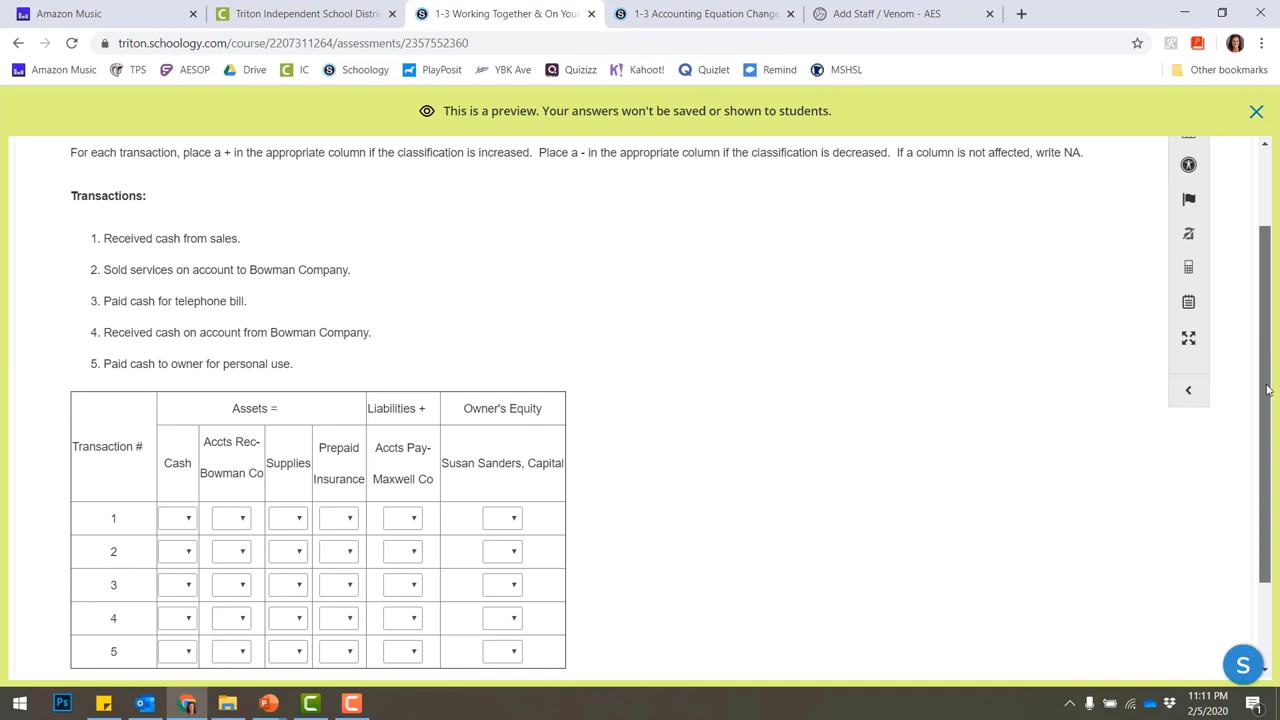 Amazon Music
Triton Independent School Distri
1-3 Working Together & On Your
1-3 Accounting Equation Change
Add Staff / Venom - AES
triton.schoology.com/course/2207311264/assessments/2357552360
Amazon Music TPS AESOP Drive IC Schoology PlayPosit YBK Ave Quizizz Kahoot! Quizlet Remind MSHSL Other bookmarks
This is a preview. Your answers won't be saved or shown to students.
For each transaction, place a + in the appropriate column if the classification is increased. Place a - in the appropriate column if the classification is decreased. If a column is not affected, write NA.
Transactions:
1. Received cash from sales.
2. Sold services on account to Bowman Company.
3. Paid cash for telephone bill.
4. Received cash on account from Bowman Company.
5. Paid cash to owner for personal use.
Transaction #
Assets =
Liabilities +
Owner's Equity
Cash
Accts Rec-
Bowman Co
Supplies
Prepaid
Insurance
Accts Pay-
Maxwell Co
Susan Sanders, Capital
1
2
3
4
5
S
11:11 PM
2/5/2020